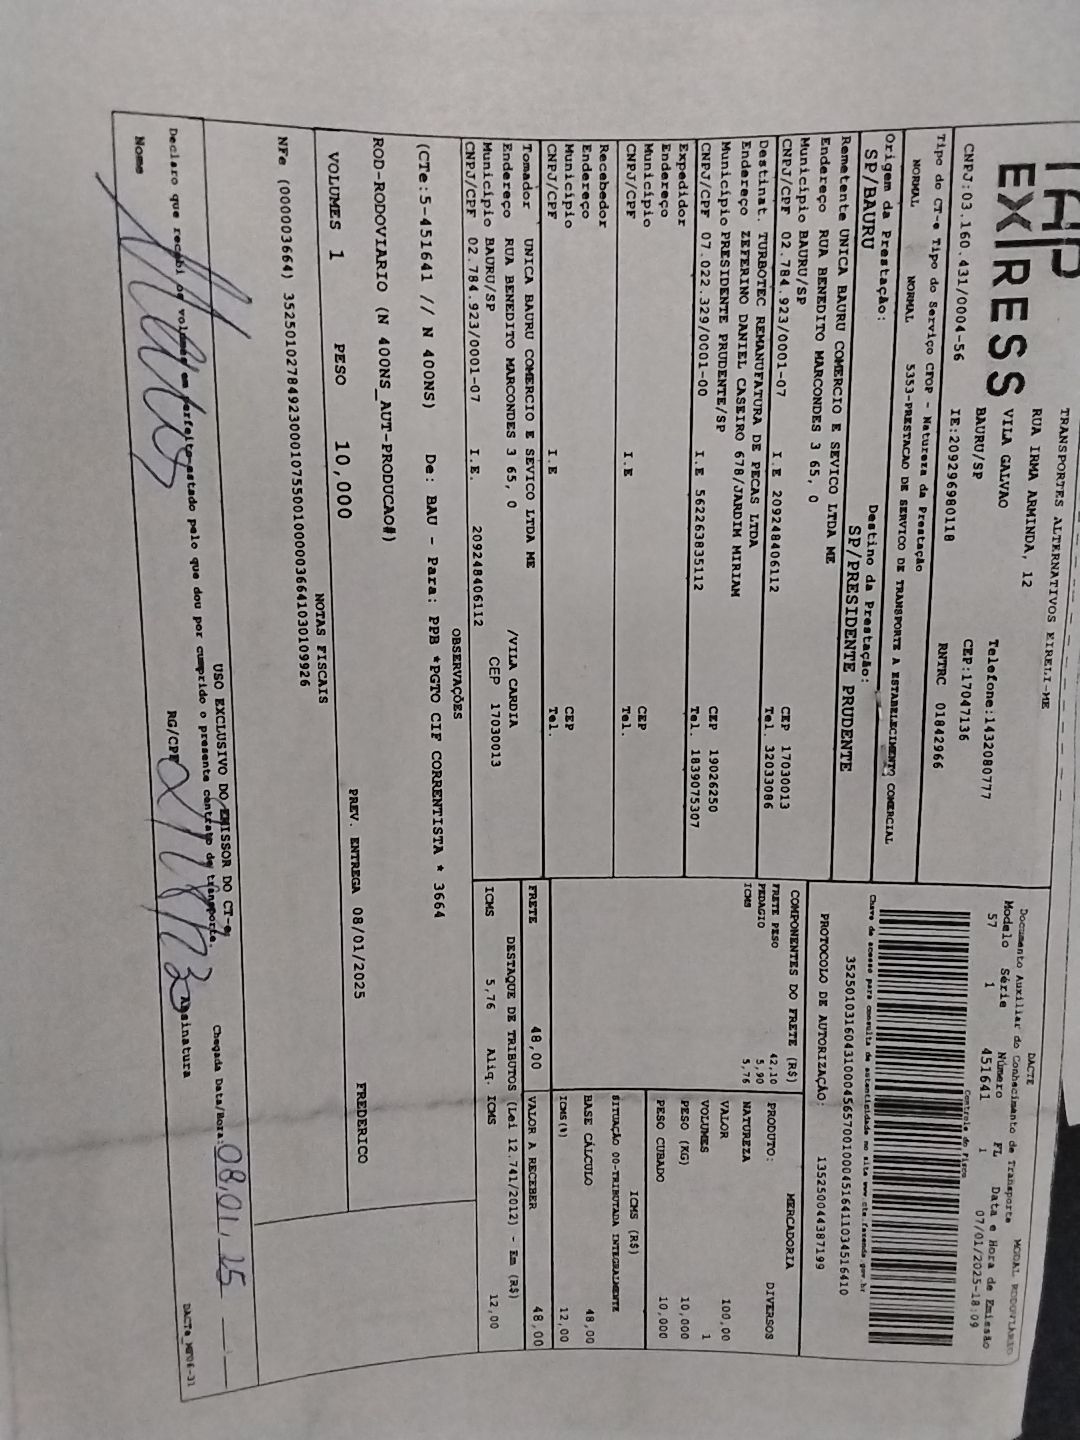 TAP
EXPRESS
TRANSPORTES ALTERNATIVOS EIRELI-ME
RUA IRMA ARMINDA, 12
VILA GALVAO
BAURU/SP
Telefone:1432080777
CEP:17047136
CNPJ:03.160.431/0004-56 IE:209296980118 RNTRC 01842966
Tipo do CT-e Tipo do Serviço CFOP - Natureza da Prestação
NORMAL NORMAL 5353-PRESTACAO DE SERVICO DE TRANSPORTE A ESTABELECIMENTO COMERCIAL
Origem da Prestação: Destino da Prestação:
SP/BAURU SP/PRESIDENTE PRUDENTE
Remetente UNICA BAURU COMERCIO E SEVICO LTDA ME
Endereço RUA BENEDITO MARCONDES 3 65, 0
Município BAURU/SP CEP 17030013
CNPJ/CPF 02.784.923/0001-07 I.E 209248406112 Tel. 32033086
Destinat. TURBOTEC REMANUFATURA DE PECAS LTDA
Endereço ZEFERINO DANIEL CASEIRO 678/JARDIM MIRIAM
Município PRESIDENTE PRUDENTE/SP CEP 19026250
CNPJ/CPF 07.022.329/0001-00 I.E 562263835112 Tel. 1839075307
Expedidor
Endereço
Município CEP
CNPJ/CPF I.E Tel.
Recebedor
Endereço
Município CEP
CNPJ/CPF I.E Tel.
Tomador UNICA BAURU COMERCIO E SEVICO LTDA ME
Endereço RUA BENEDITO MARCONDES 3 65, 0 /VILA CARDIA
Município BAURU/SP CEP 17030013
CNPJ/CPF 02.784.923/0001-07 I.E. 209248406112
DACTE
Documento Auxiliar do Conhecimento de Transporte MODAL RODOVIÁRIO
Modelo Série Número FL Data e Hora de Emissão
57 1 451641 1 07/01/2025-18:09
Controle do Fisco
Chave de acesso para consulta de autenticidade no site www.cte.fazenda.gov.br
35250103160431000456570010004516411034516410
PROTOCOLO DE AUTORIZAÇÃO: 135250044387199
COMPONENTES DO FRETE (R$)
FRETE PESO 42,10
PEDAGIO 5,90
ICMS 5,76
MERCADORIA
PRODUTO: DIVERSOS
NATUREZA
VALOR 100,00
VOLUMES 1
PESO (KG) 10,000
PESO CUBADO 10,000
ICMS (R$)
SITUAÇÃO 00-TRIBUTADA INTEGRALMENTE
BASE CÁLCULO 48,00
ICMS(%) 12,00
FRETE 48,00 VALOR A RECEBER 48,00
DESTAQUE DE TRIBUTOS (Lei 12.741/2012) - Em (R$)
ICMS 5,76 Aliq. ICMS 12,00
OBSERVAÇÕES
(CTe:5-451641 // N 400NS) De: BAU - Para: PPB *PGTO CIF CORRENTISTA * 3664
ROD-RODOVIARIO (N 400NS_AUT-PRODUCAO#)
VOLUMES 1 PESO 10,000 PREV. ENTREGA 08/01/2025 FREDERICO
NOTAS FISCAIS
NFe (000003664) 35250102784923000107550010000036641030109926
USO EXCLUSIVO DO EMISSOR DO CT-e
Declaro que recebi os volumes em perfeito estado pelo que dou por cumprido o presente contrato de transporte.
Chegada Data/Hora: 08/01/25
Nome RG/CPF Assinatura